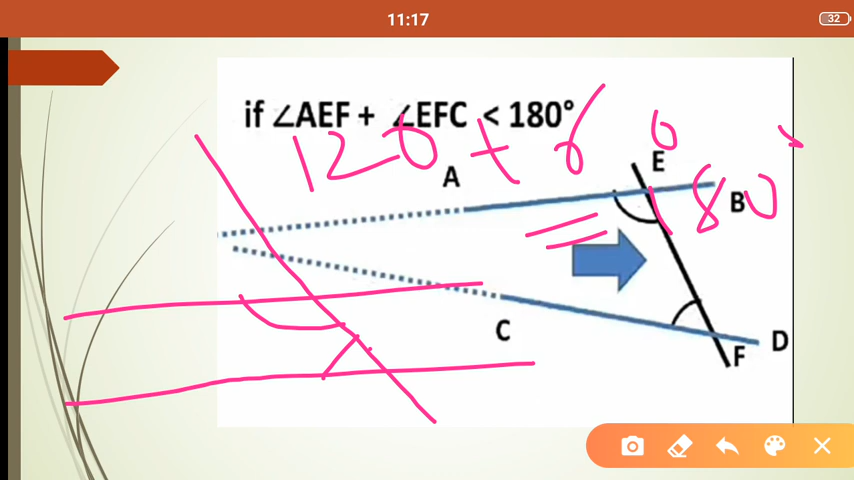 11:17
32
if ∠AEF + ∠EFC < 180°
120 + 60
= 180°
A
E
B
C
F
D